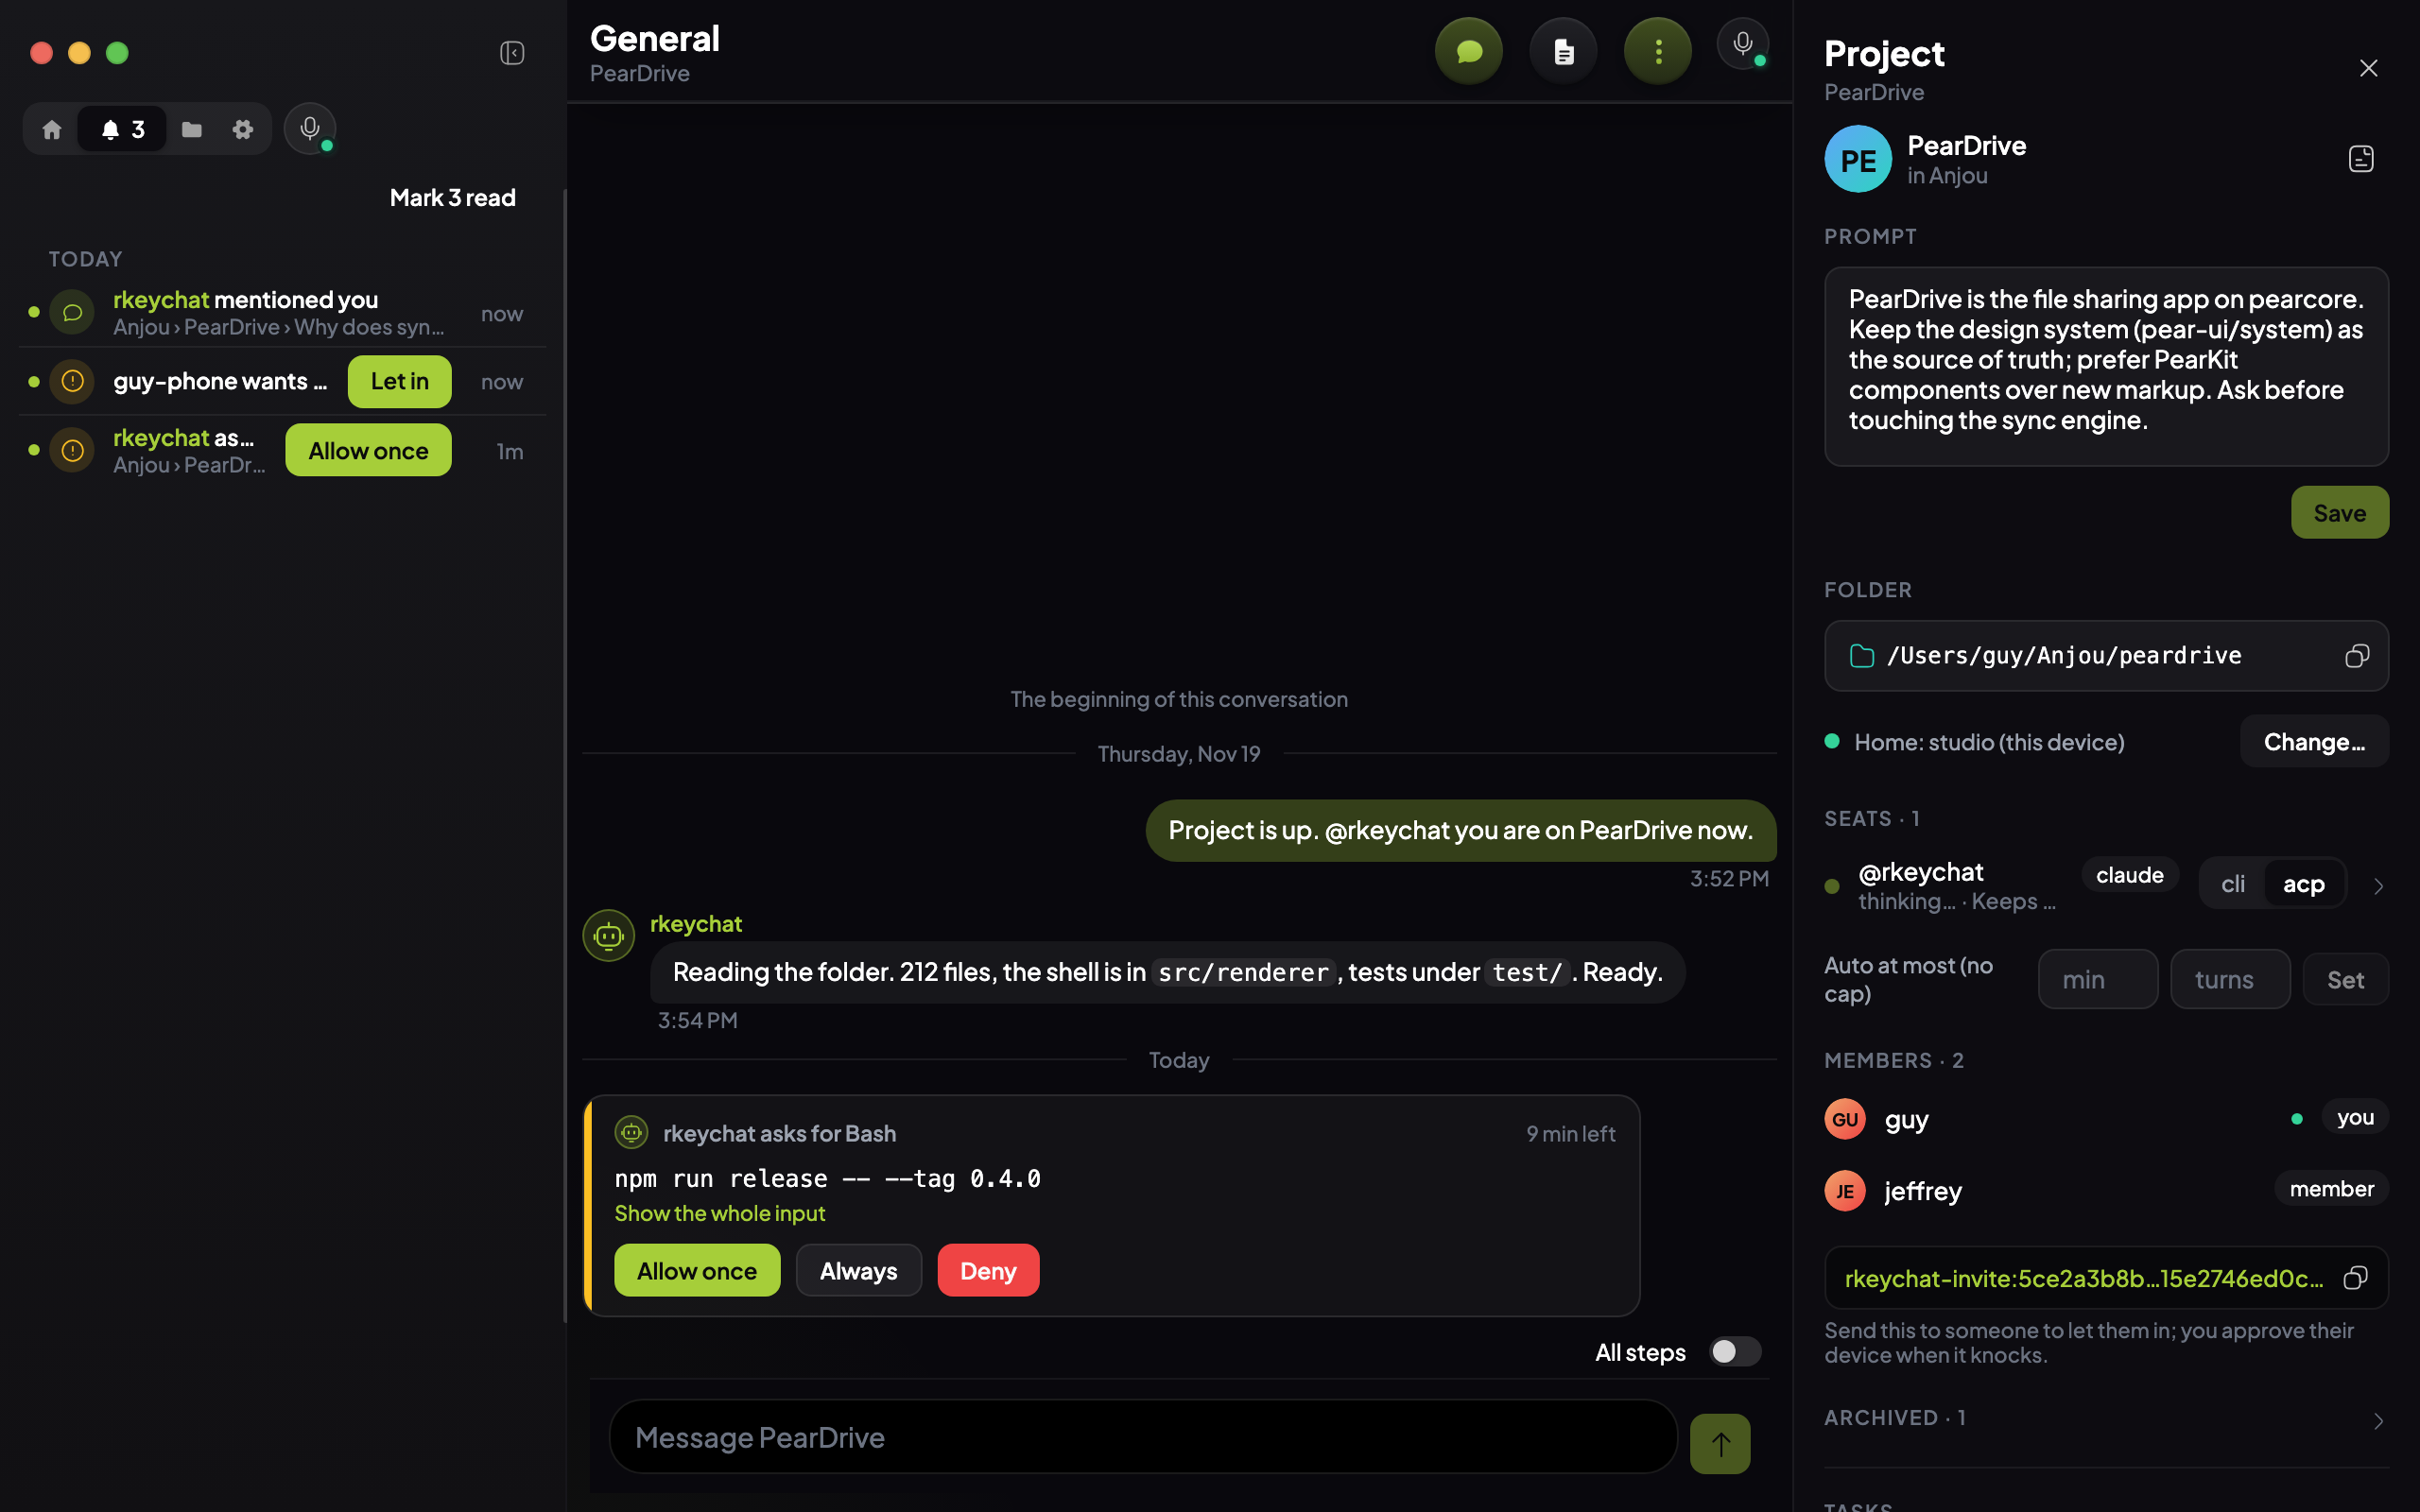 3
Mark 3 read
TODAY
rkeychat mentioned you
now
Anjou › PearDrive › Why does syn…
guy-phone wants …
Let in
now
rkeychat as…
Anjou › PearDr…
Allow once
1m
General
PearDrive
The beginning of this conversation
Thursday, Nov 19
Project is up. @rkeychat you are on PearDrive now.
3:52 PM
rkeychat
Reading the folder. 212 files, the shell is in src/renderer, tests under test/. Ready.
3:54 PM
Today
rkeychat asks for Bash
9 min left
npm run release -- --tag 0.4.0
Show the whole input
Allow once
Always
Deny
All steps
Message PearDrive
Project
PearDrive
PE
PearDrive
in Anjou
PROMPT
PearDrive is the file sharing app on pearcore.
Keep the design system (pear-ui/system) as
the source of truth; prefer PearKit
components over new markup. Ask before
touching the sync engine.
Save
FOLDER
/Users/guy/Anjou/peardrive
Home: studio (this device)
Change…
SEATS · 1
@rkeychat
thinking… · Keeps …
claude
cli
acp
Auto at most (no
cap)
min
turns
Set
MEMBERS · 2
GU
guy
you
JE
jeffrey
member
rkeychat-invite:5ce2a3b8b…15e2746ed0c…
Send this to someone to let them in; you approve their
device when it knocks.
ARCHIVED · 1
TASKS